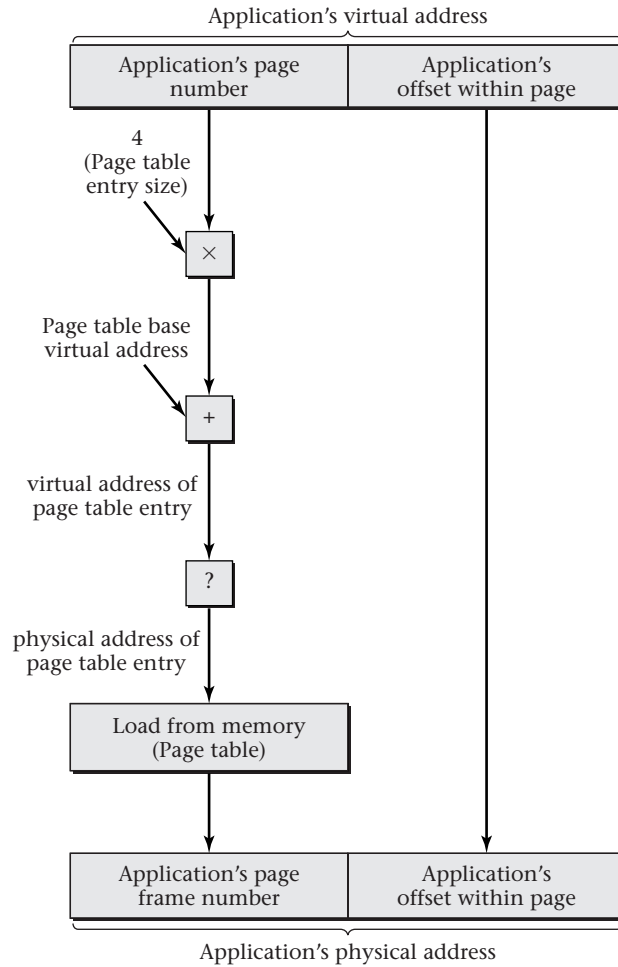 Application's virtual address
Application's page
number
Application's
offset within page
4
(Page table
entry size)
×
Page table base
virtual address
+
virtual address of
page table entry
?
physical address of
page table entry
Load from memory
(Page table)
Application's page
frame number
Application's
offset within page
Application's physical address